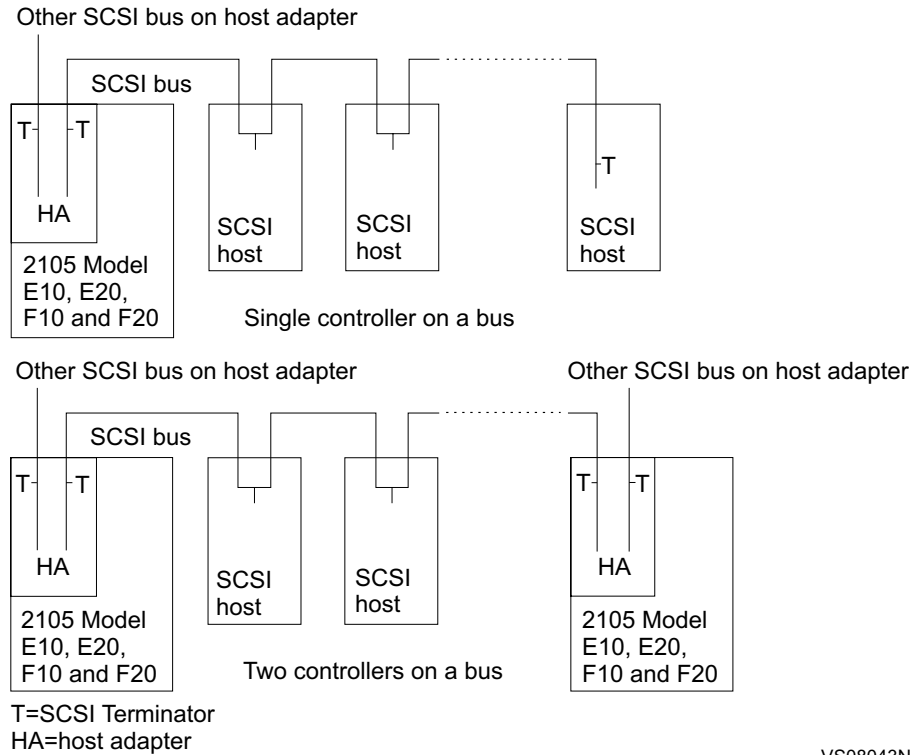 Other SCSI bus on host adapter
SCSI bus
T
T
HA
2105 Model
E10, E20,
F10 and F20
SCSI
host
SCSI
host
T
SCSI
host
Single controller on a bus
Other SCSI bus on host adapter
Other SCSI bus on host adapter
SCSI bus
T
T
HA
2105 Model
E10, E20,
F10 and F20
SCSI
host
SCSI
host
T
T
HA
2105 Model
E10, E20,
F10 and F20
Two controllers on a bus
T=SCSI Terminator
HA=host adapter